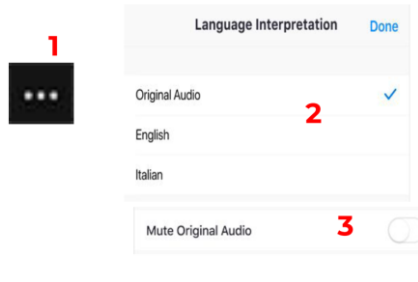 1
Language Interpretation Done
Original Audio
2
English
Italian
Mute Original Audio 3